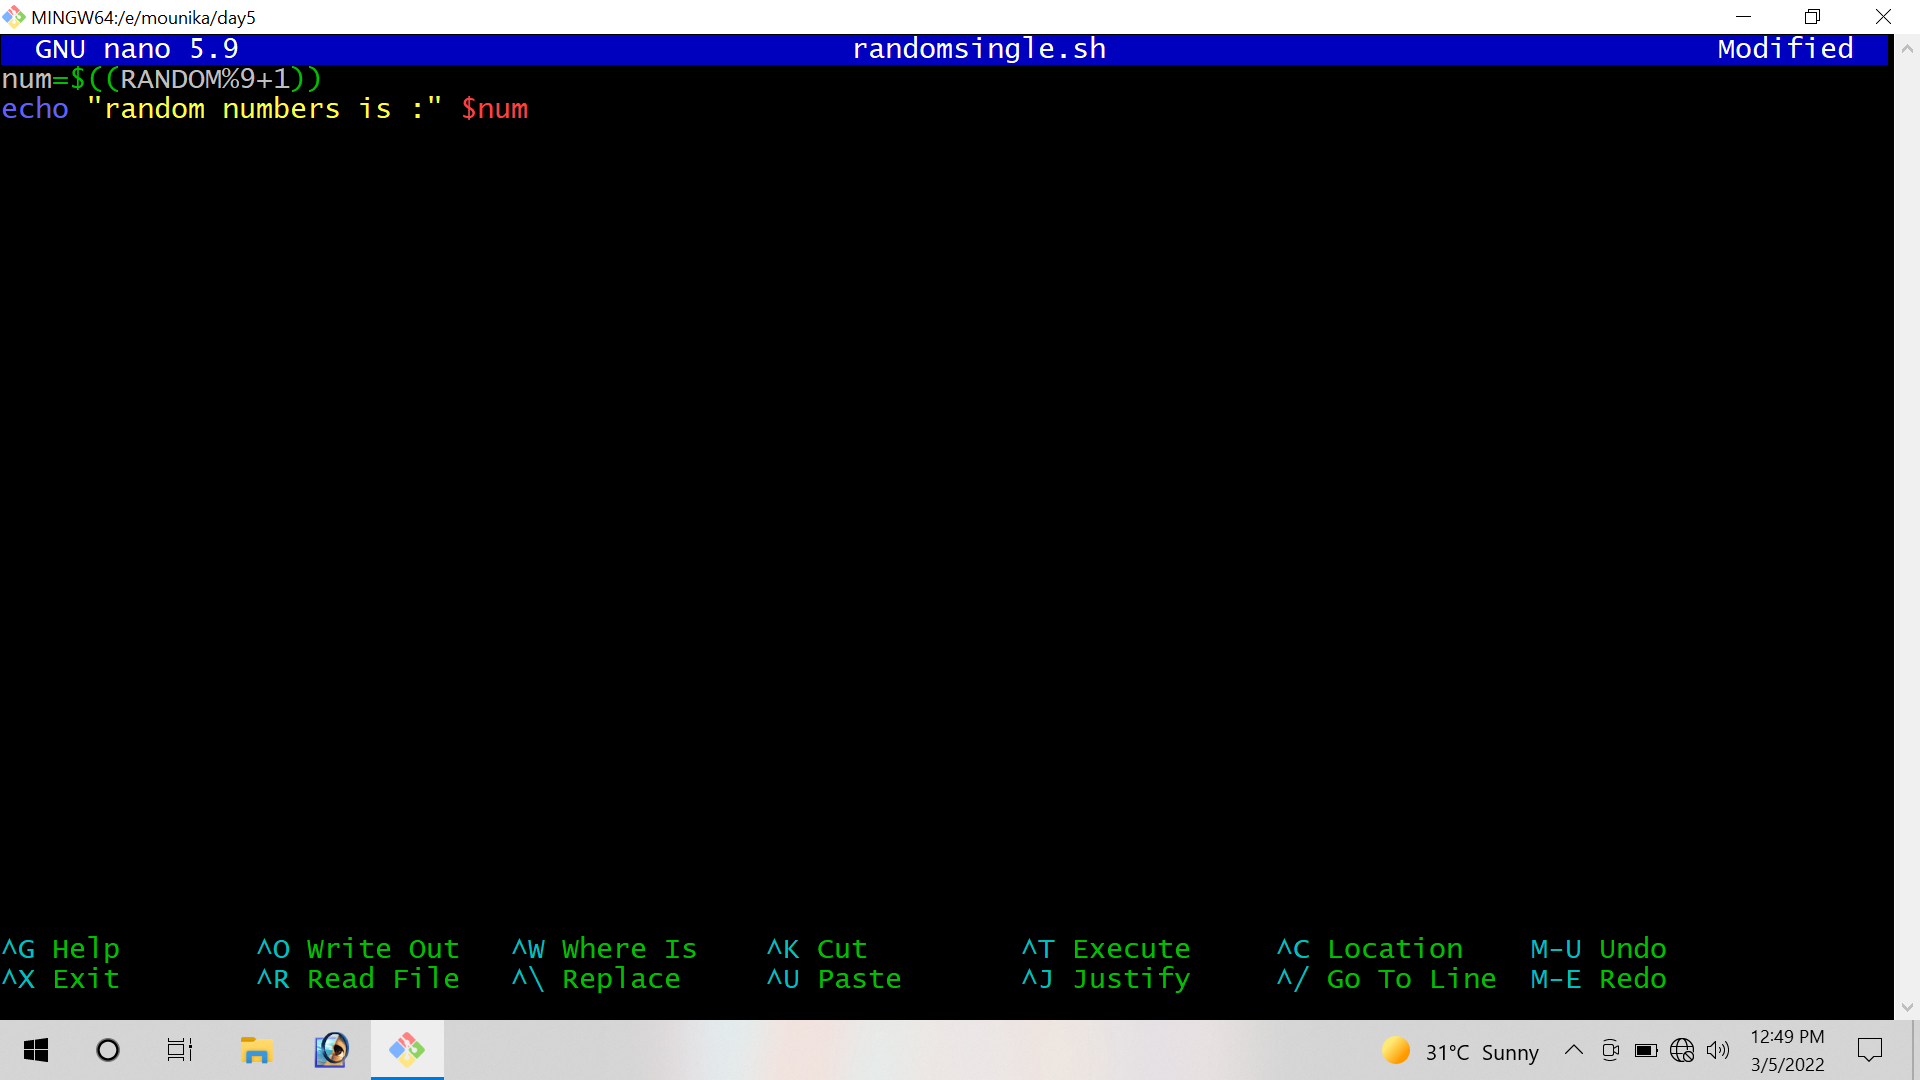 MINGW64:/e/mounika/day5
GNU nano 5.9 randomsingle.sh Modified
num=$((RANDOM%9+1))
echo "random numbers is :" $num
^G Help ^O Write Out ^W Where Is ^K Cut ^T Execute ^C Location M-U Undo
^X Exit ^R Read File ^\ Replace ^U Paste ^J Justify ^/ Go To Line M-E Redo
31°C Sunny
12:49 PM
3/5/2022